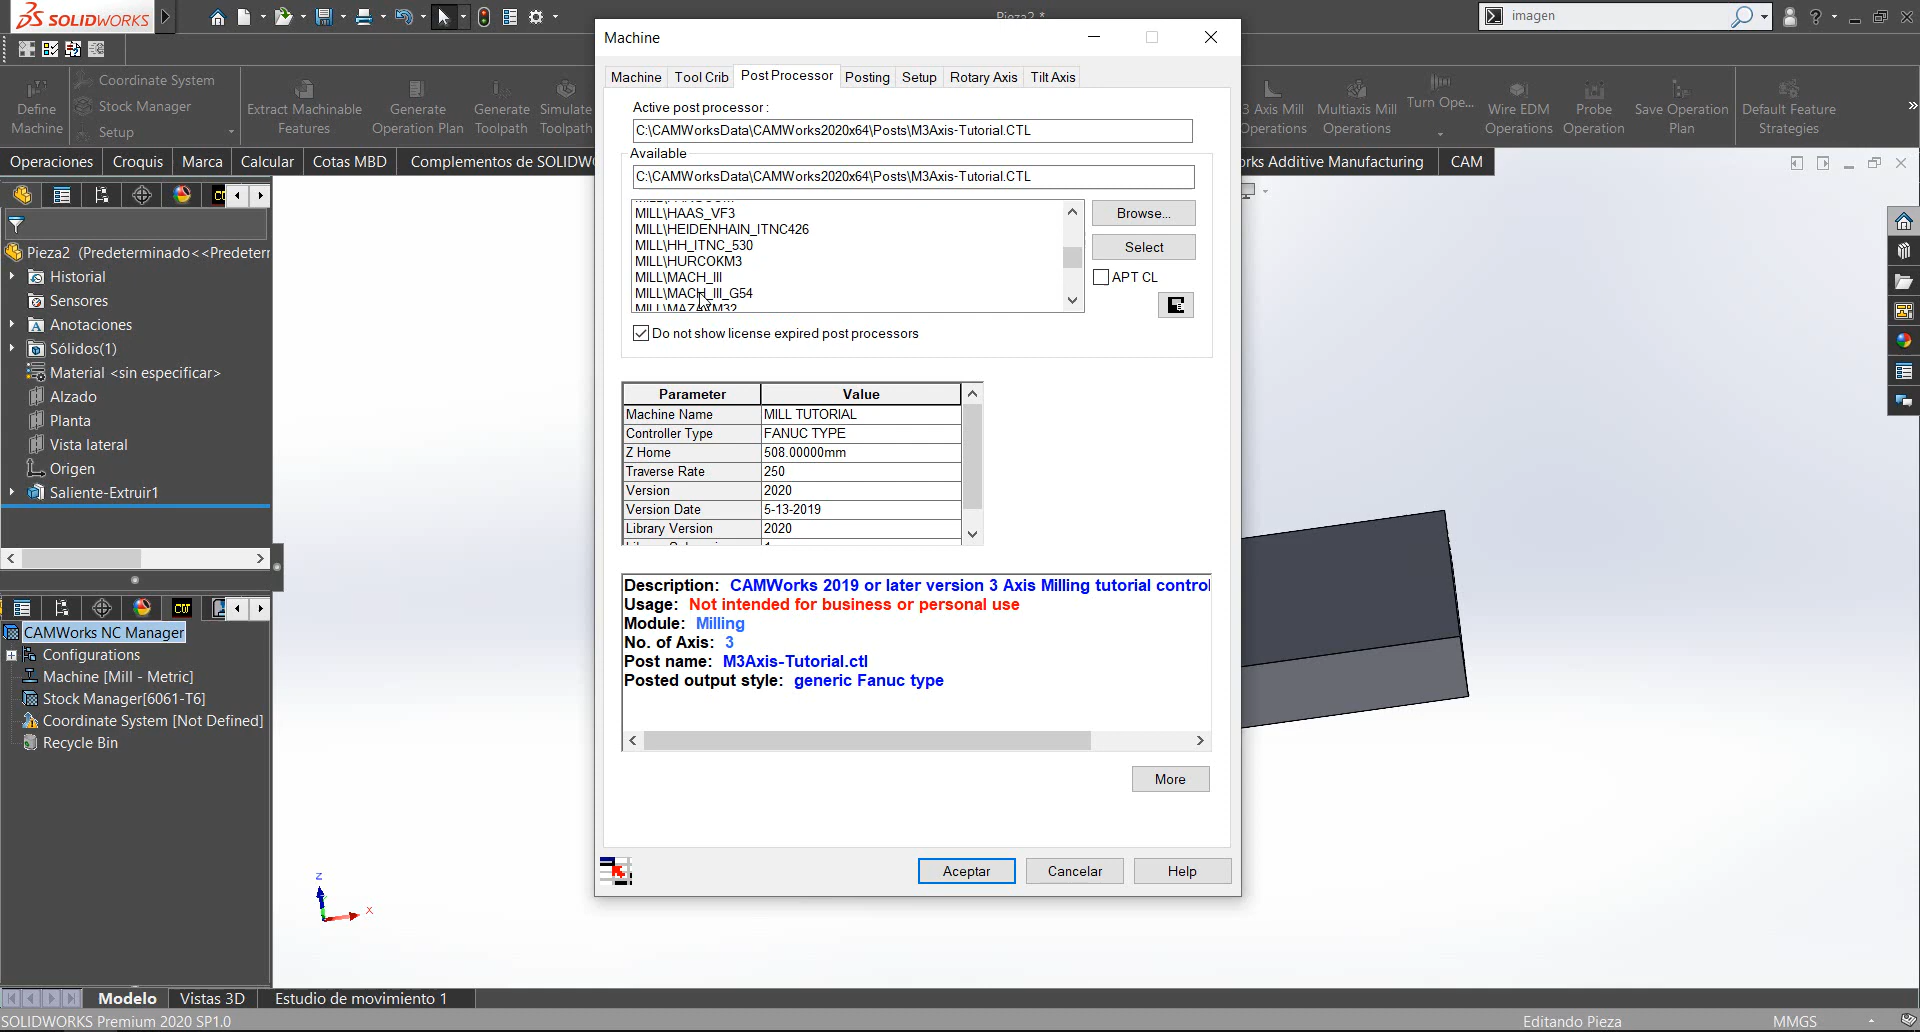 SOLIDWORKS
Pieza2 *
imagen
Machine
Define Machine
Coordinate System
Stock Manager
Setup
Extract Machinable Features
Generate Operation Plan
Generate Toolpath
Simulate Toolpath
3 Axis Mill Operations
Multiaxis Mill Operations
Turn Ope...
Wire EDM Operations
Probe Operation
Save Operation Plan
Default Feature Strategies
Operaciones
Croquis
Marca
Calcular
Cotas MBD
Complementos de SOLIDWO
rks Additive Manufacturing
CAM
Machine
Tool Crib
Post Processor
Posting
Setup
Rotary Axis
Tilt Axis
Active post processor :
C:\CAMWorksData\CAMWorks2020x64\Posts\M3Axis-Tutorial.CTL
Available
C:\CAMWorksData\CAMWorks2020x64\Posts\M3Axis-Tutorial.CTL
MILL\HAAS_VF3
MILL\HEIDENHAIN_ITNC426
MILL\HH_ITNC_530
MILL\HURCOKM3
MILL\MACH_III
MILL\MACH_III_G54
MILL\MAZAKM32
Browse...
Select
APT CL
Do not show license expired post processors
Parameter Value
Machine Name MILL TUTORIAL
Controller Type FANUC TYPE
Z Home 508.00000mm
Traverse Rate 250
Version 2020
Version Date 5-13-2019
Library Version 2020
Description: CAMWorks 2019 or later version 3 Axis Milling tutorial control
Usage: Not intended for business or personal use
Module: Milling
No. of Axis: 3
Post name: M3Axis-Tutorial.ctl
Posted output style: generic Fanuc type
More
Aceptar
Cancelar
Help
Pieza2 (Predeterminado<<Predeterr
Historial
Sensores
Anotaciones
Sólidos(1)
Material <sin especificar>
Alzado
Planta
Vista lateral
Origen
Saliente-Extruir1
CAMWorks NC Manager
Configurations
Machine [Mill - Metric]
Stock Manager[6061-T6]
Coordinate System [Not Defined]
Recycle Bin
z
x
Modelo
Vistas 3D
Estudio de movimiento 1
SOLIDWORKS Premium 2020 SP1.0
Editando Pieza
MMGS